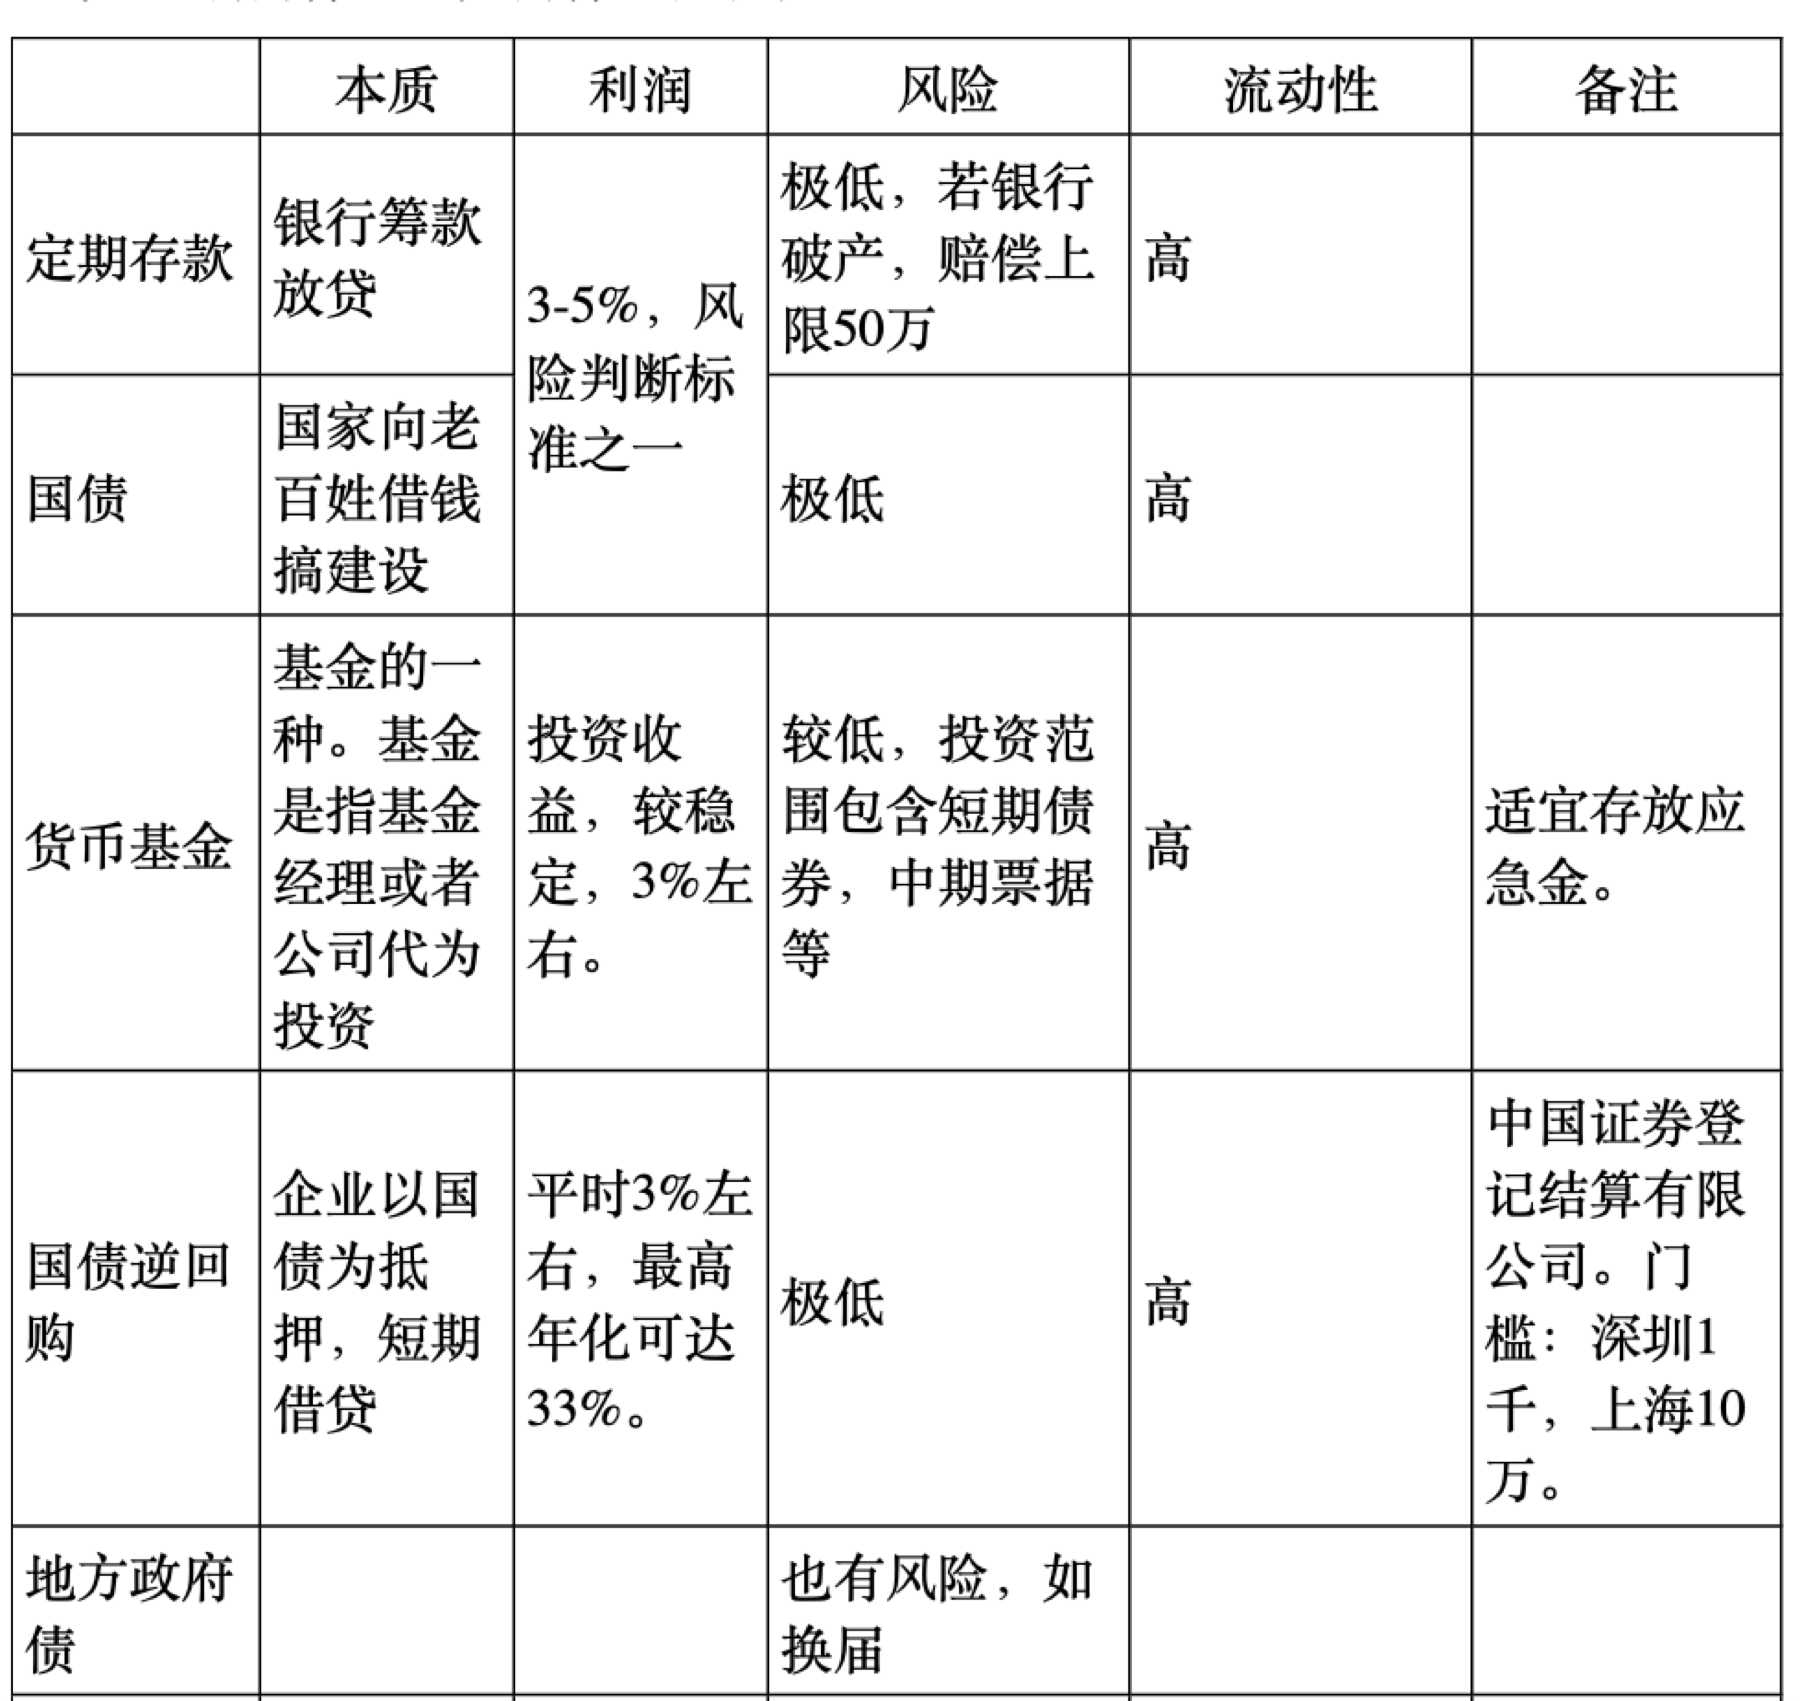 本质
利润
风险
流动性
备注
定期存款
银行筹款
放贷
3-5%，风
险判断标
准之一
极低，若银行
破产，赔偿上
限50万
高
国债
国家向老
百姓借钱
搞建设
极低
高
货币基金
基金的一
种。基金
是指基金
经理或者
公司代为
投资
投资收
益，较稳
定，3%左
右。
较低，投资范
围包含短期债
券，中期票据
等
高
适宜存放应
急金。
国债逆回
购
企业以国
债为抵
押，短期
借贷
平时3%左
右，最高
年化可达
33%。
极低
高
中国证券登
记结算有限
公司。门
槛：深圳1
千，上海10
万。
地方政府
债
也有风险，如
换届